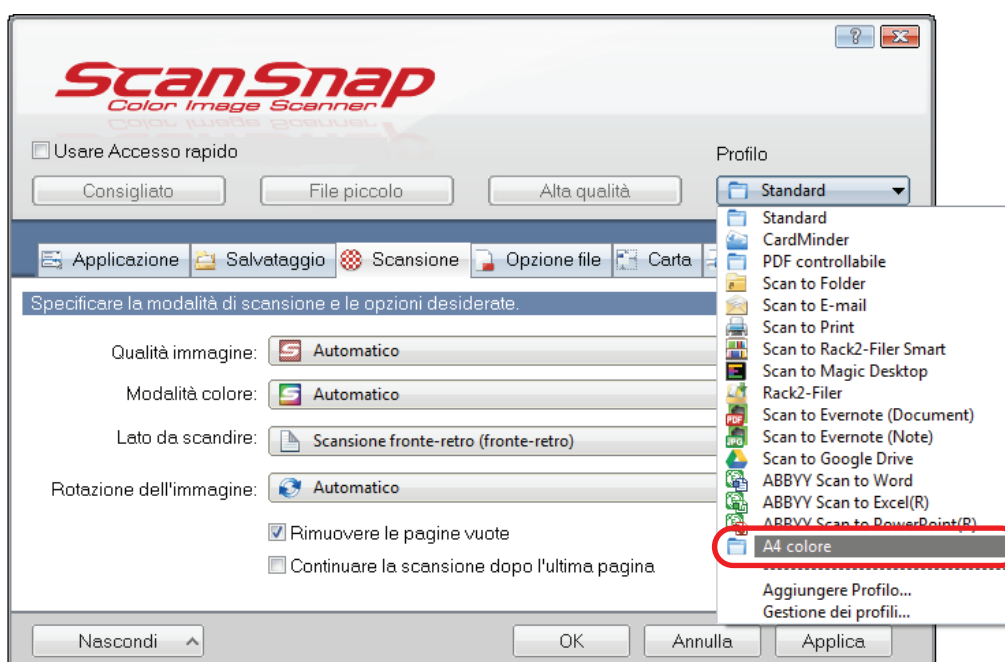 ScanSnap
Color Image Scanner
Usare Accesso rapido
Profilo
Consigliato
File piccolo
Alta qualità
Standard
Standard
CardMinder
PDF controllabile
Scan to Folder
Scan to E-mail
Scan to Print
Scan to Rack2-Filer Smart
Scan to Magic Desktop
Rack2-Filer
Scan to Evernote (Document)
Scan to Evernote (Note)
Scan to Google Drive
ABBYY Scan to Word
ABBYY Scan to Excel(R)
ABBYY Scan to PowerPoint(R)
A4 colore
Aggiungere Profilo...
Gestione dei profili...
Applicazione
Salvataggio
Scansione
Opzione file
Carta
Specificare la modalità di scansione e le opzioni desiderate.
Qualità immagine: Automatico
Modalità colore: Automatico
Lato da scandire: Scansione fronte-retro (fronte-retro)
Rotazione dell'immagine: Automatico
Rimuovere le pagine vuote
Continuare la scansione dopo l'ultima pagina
Nascondi
OK
Annulla
Applica